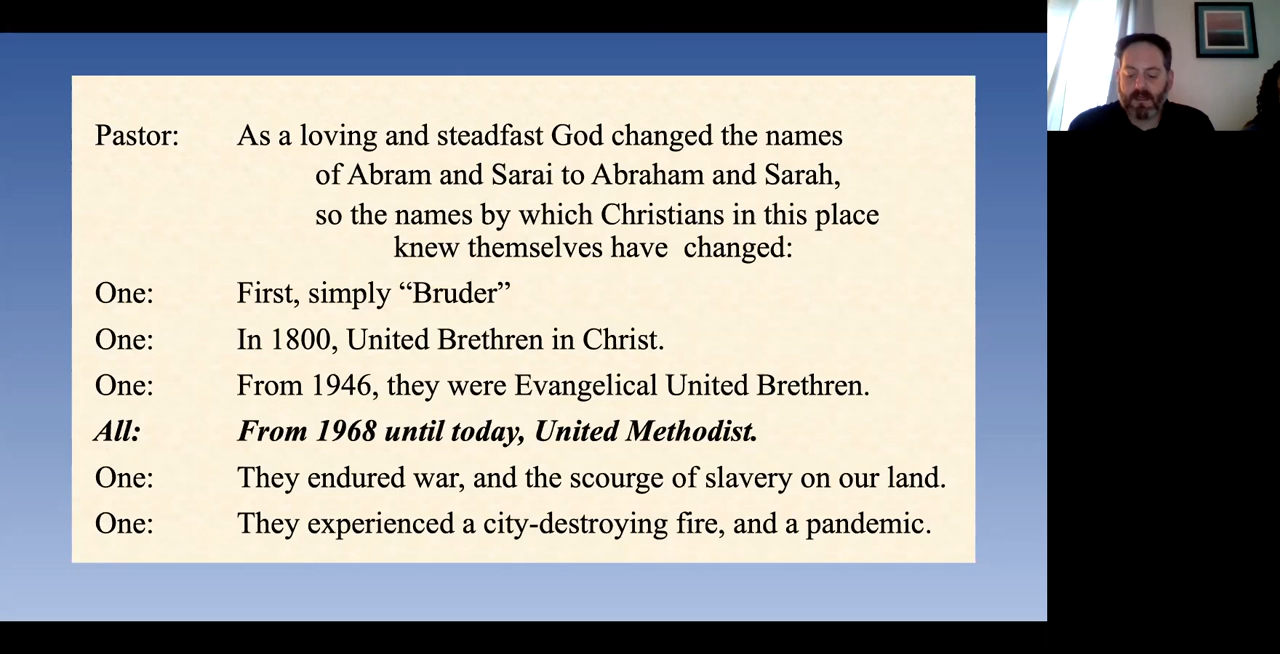 Pastor: As a loving and steadfast God changed the names
of Abram and Sarai to Abraham and Sarah,
so the names by which Christians in this place
knew themselves have changed:
One: First, simply “Bruder”
One: In 1800, United Brethren in Christ.
One: From 1946, they were Evangelical United Brethren.
All: From 1968 until today, United Methodist.
One: They endured war, and the scourge of slavery on our land.
One: They experienced a city-destroying fire, and a pandemic.